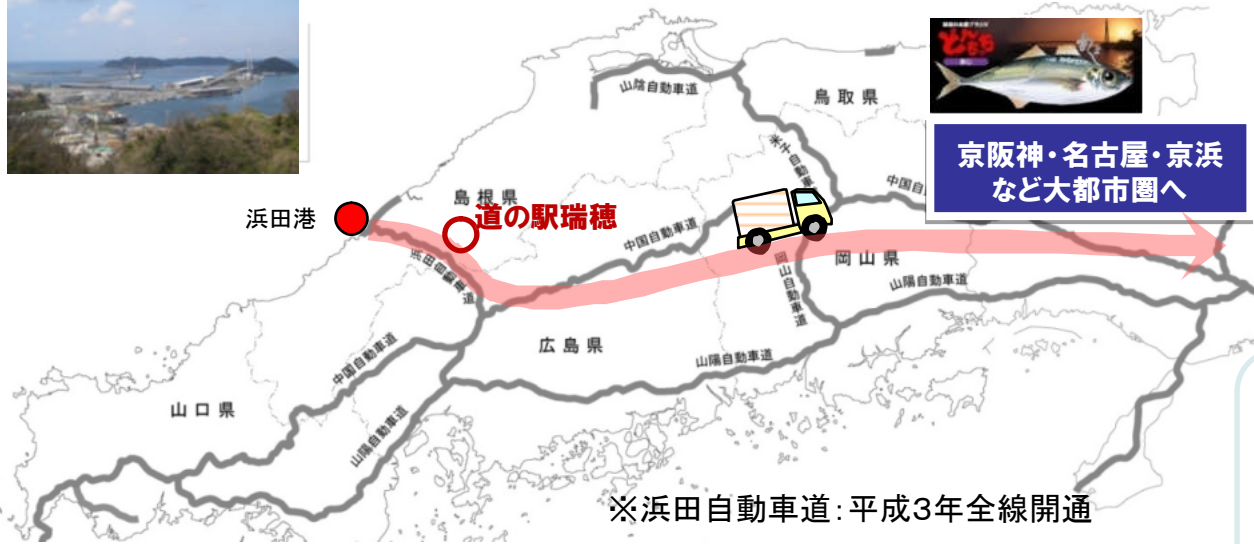 どんちっち
山陰自動車道
鳥取県
京阪神・名古屋・京浜
など大都市圏へ
米子自動車道
中国自動
島根県
浜田港
道の駅瑞穂
中国自動車道
浜田自動車道
岡山県
岡山自動車道
山陽自動車道
広島県
山陽自動車道
中国自動車道
山口県
山陽自動車道
※浜田自動車道：平成3年全線開通